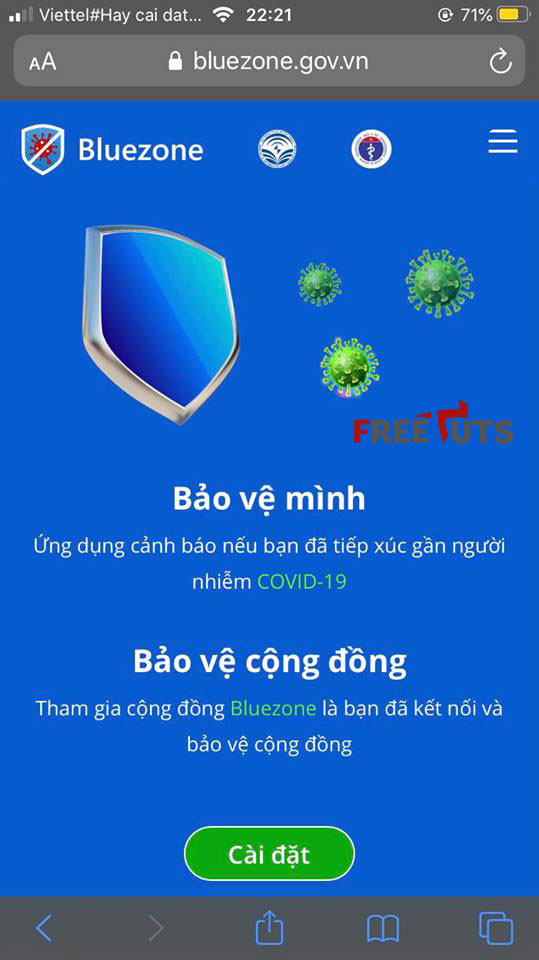 Viettel#Hay cai dat... 22:21 71%
AA bluezone.gov.vn
Bluezone
FREE TUTS
Bảo vệ mình
Ứng dụng cảnh báo nếu bạn đã tiếp xúc gần người
nhiễm COVID-19
Bảo vệ cộng đồng
Tham gia cộng đồng Bluezone là bạn đã kết nối và
bảo vệ cộng đồng
Cài đặt